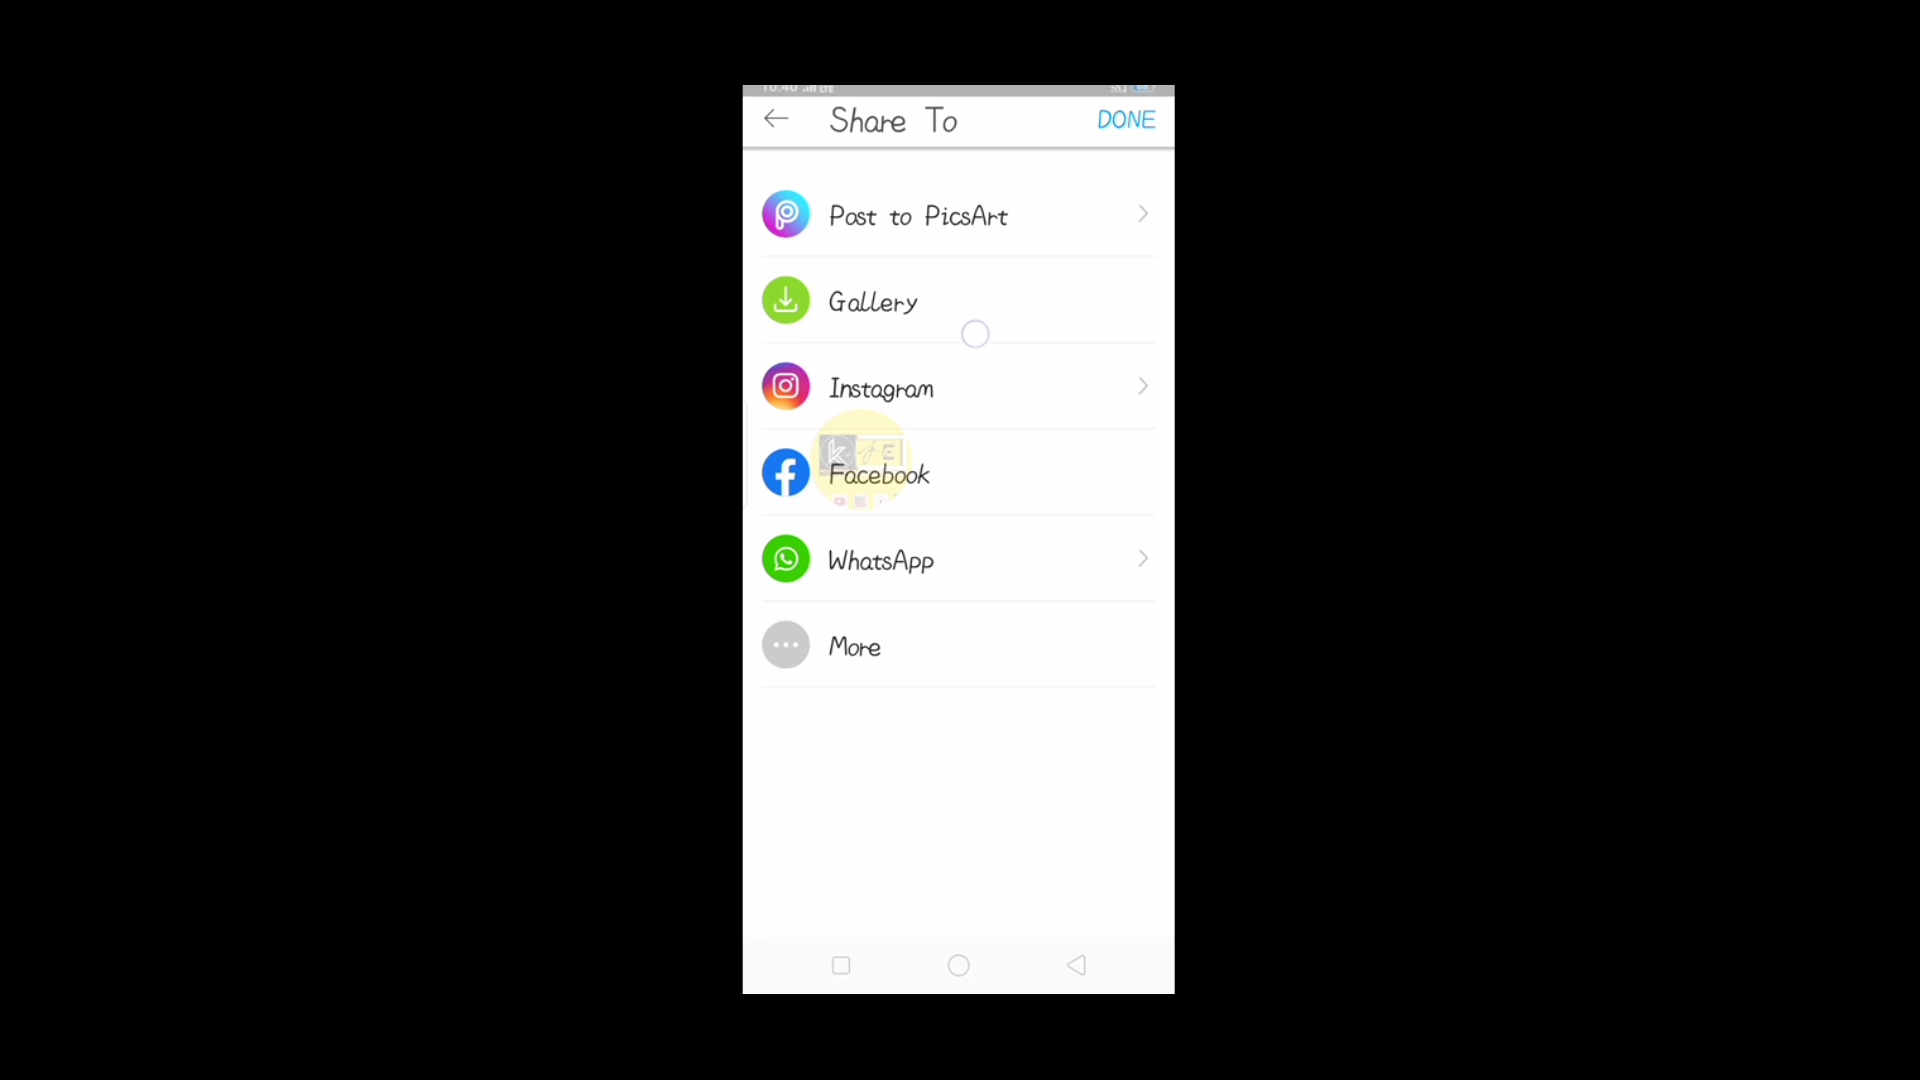 Share To
DONE
Post to PicsArt
Gallery
Instagram
Facebook
WhatsApp
More